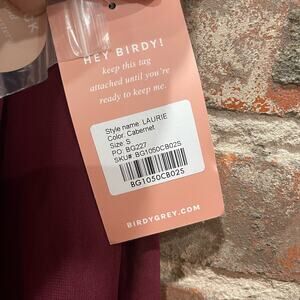 HEY BIRDY!
keep this tag
attached until you're
ready to keep me.
Style name: LAURIE
Color: Cabernet
Size: S
PO: BG227
SKU#: BG1050CB02S
BG1050CB02S
BIRDYGREY.COM